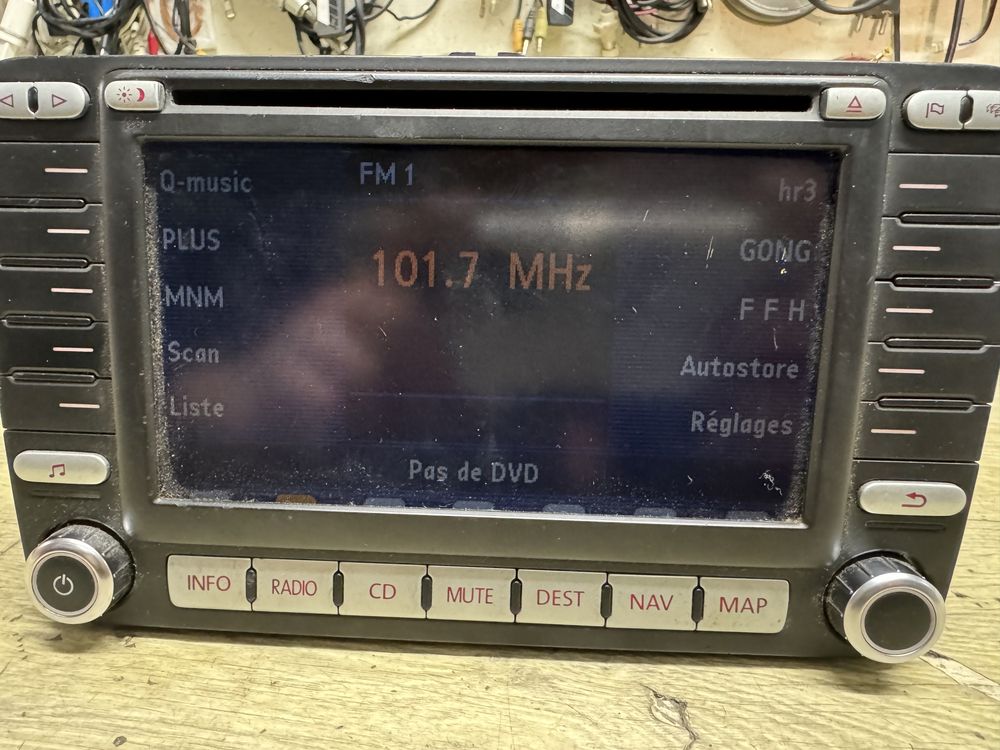 Q-music
FM 1
hr3
PLUS
GONG
101.7 MHz
MNM
F F H
Scan
Autostore
Liste
Réglages
Pas de DVD
INFO
RADIO
CD
MUTE
DEST
NAV
MAP